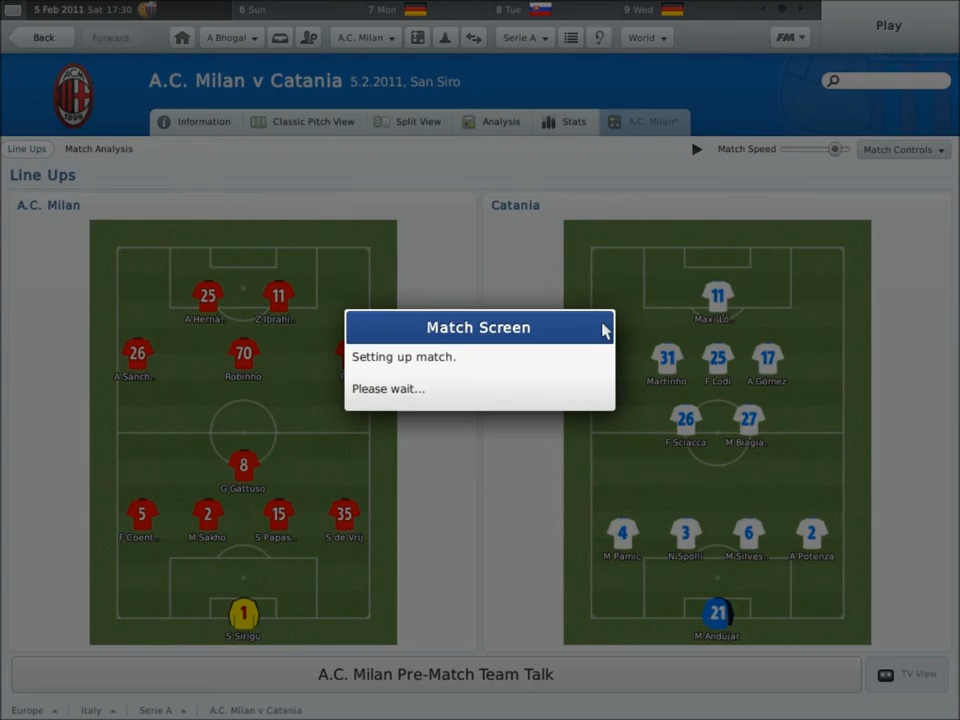 5 Feb 2011 Sat 17:30 6 Sun 7 Mon 8 Tue 9 Wed
Play
Back Forward A Bhogal A.C. Milan Serie A World FM
A.C. Milan v Catania 5.2.2011, San Siro
Information Classic Pitch View Split View Analysis Stats A.C. Milan*
Line Ups Match Analysis Match Speed Match Controls
Line Ups
A.C. Milan Catania
25 11
A Herná.. Z Ibrahi..
26 70
A Sánch.. Robinho
8
G Gattuso
5 2 15 35
F Coent.. M Sakho S Papas.. S de Vrij
1
S Sirigu
Match Screen
Setting up match.
Please wait...
11
Maxi Ló..
31 25 17
Martinho F Lodi A Gómez
26 27
F Sciacca M Biagia..
4 3 6 2
M Pamic N Spolli M Silves.. A Potenza
21
M Andújar
A.C. Milan Pre-Match Team Talk TV View
Europe Italy Serie A A.C. Milan v Catania